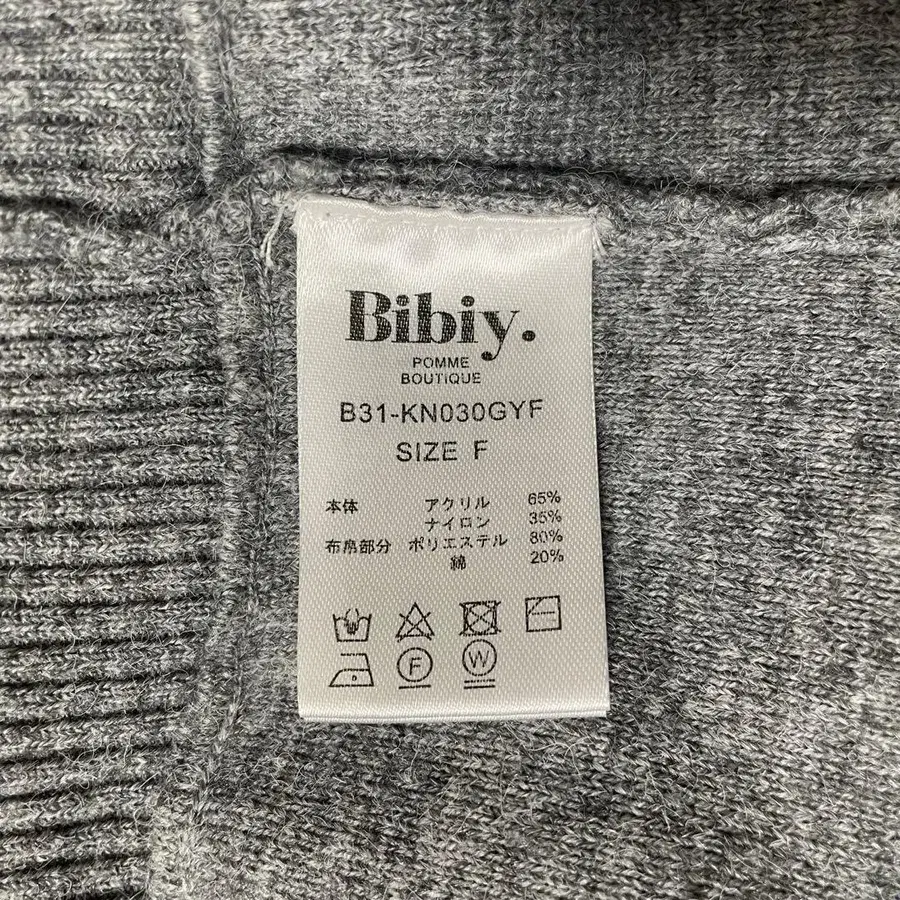 Bibiy.
POMME
BOUTIQUE
B31-KN030GYF
SIZE F
本体 アクリル 65%
ナイロン 35%
布帛部分 ポリエステル 80%
綿 20%
F W